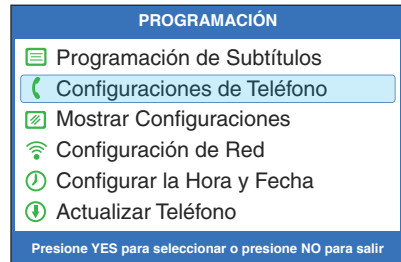 PROGRAMACIÓN
Programación de Subtítulos
Configuraciones de Teléfono
Mostrar Configuraciones
Configuración de Red
Configurar la Hora y Fecha
Actualizar Teléfono
Presione YES para seleccionar o presione NO para salir